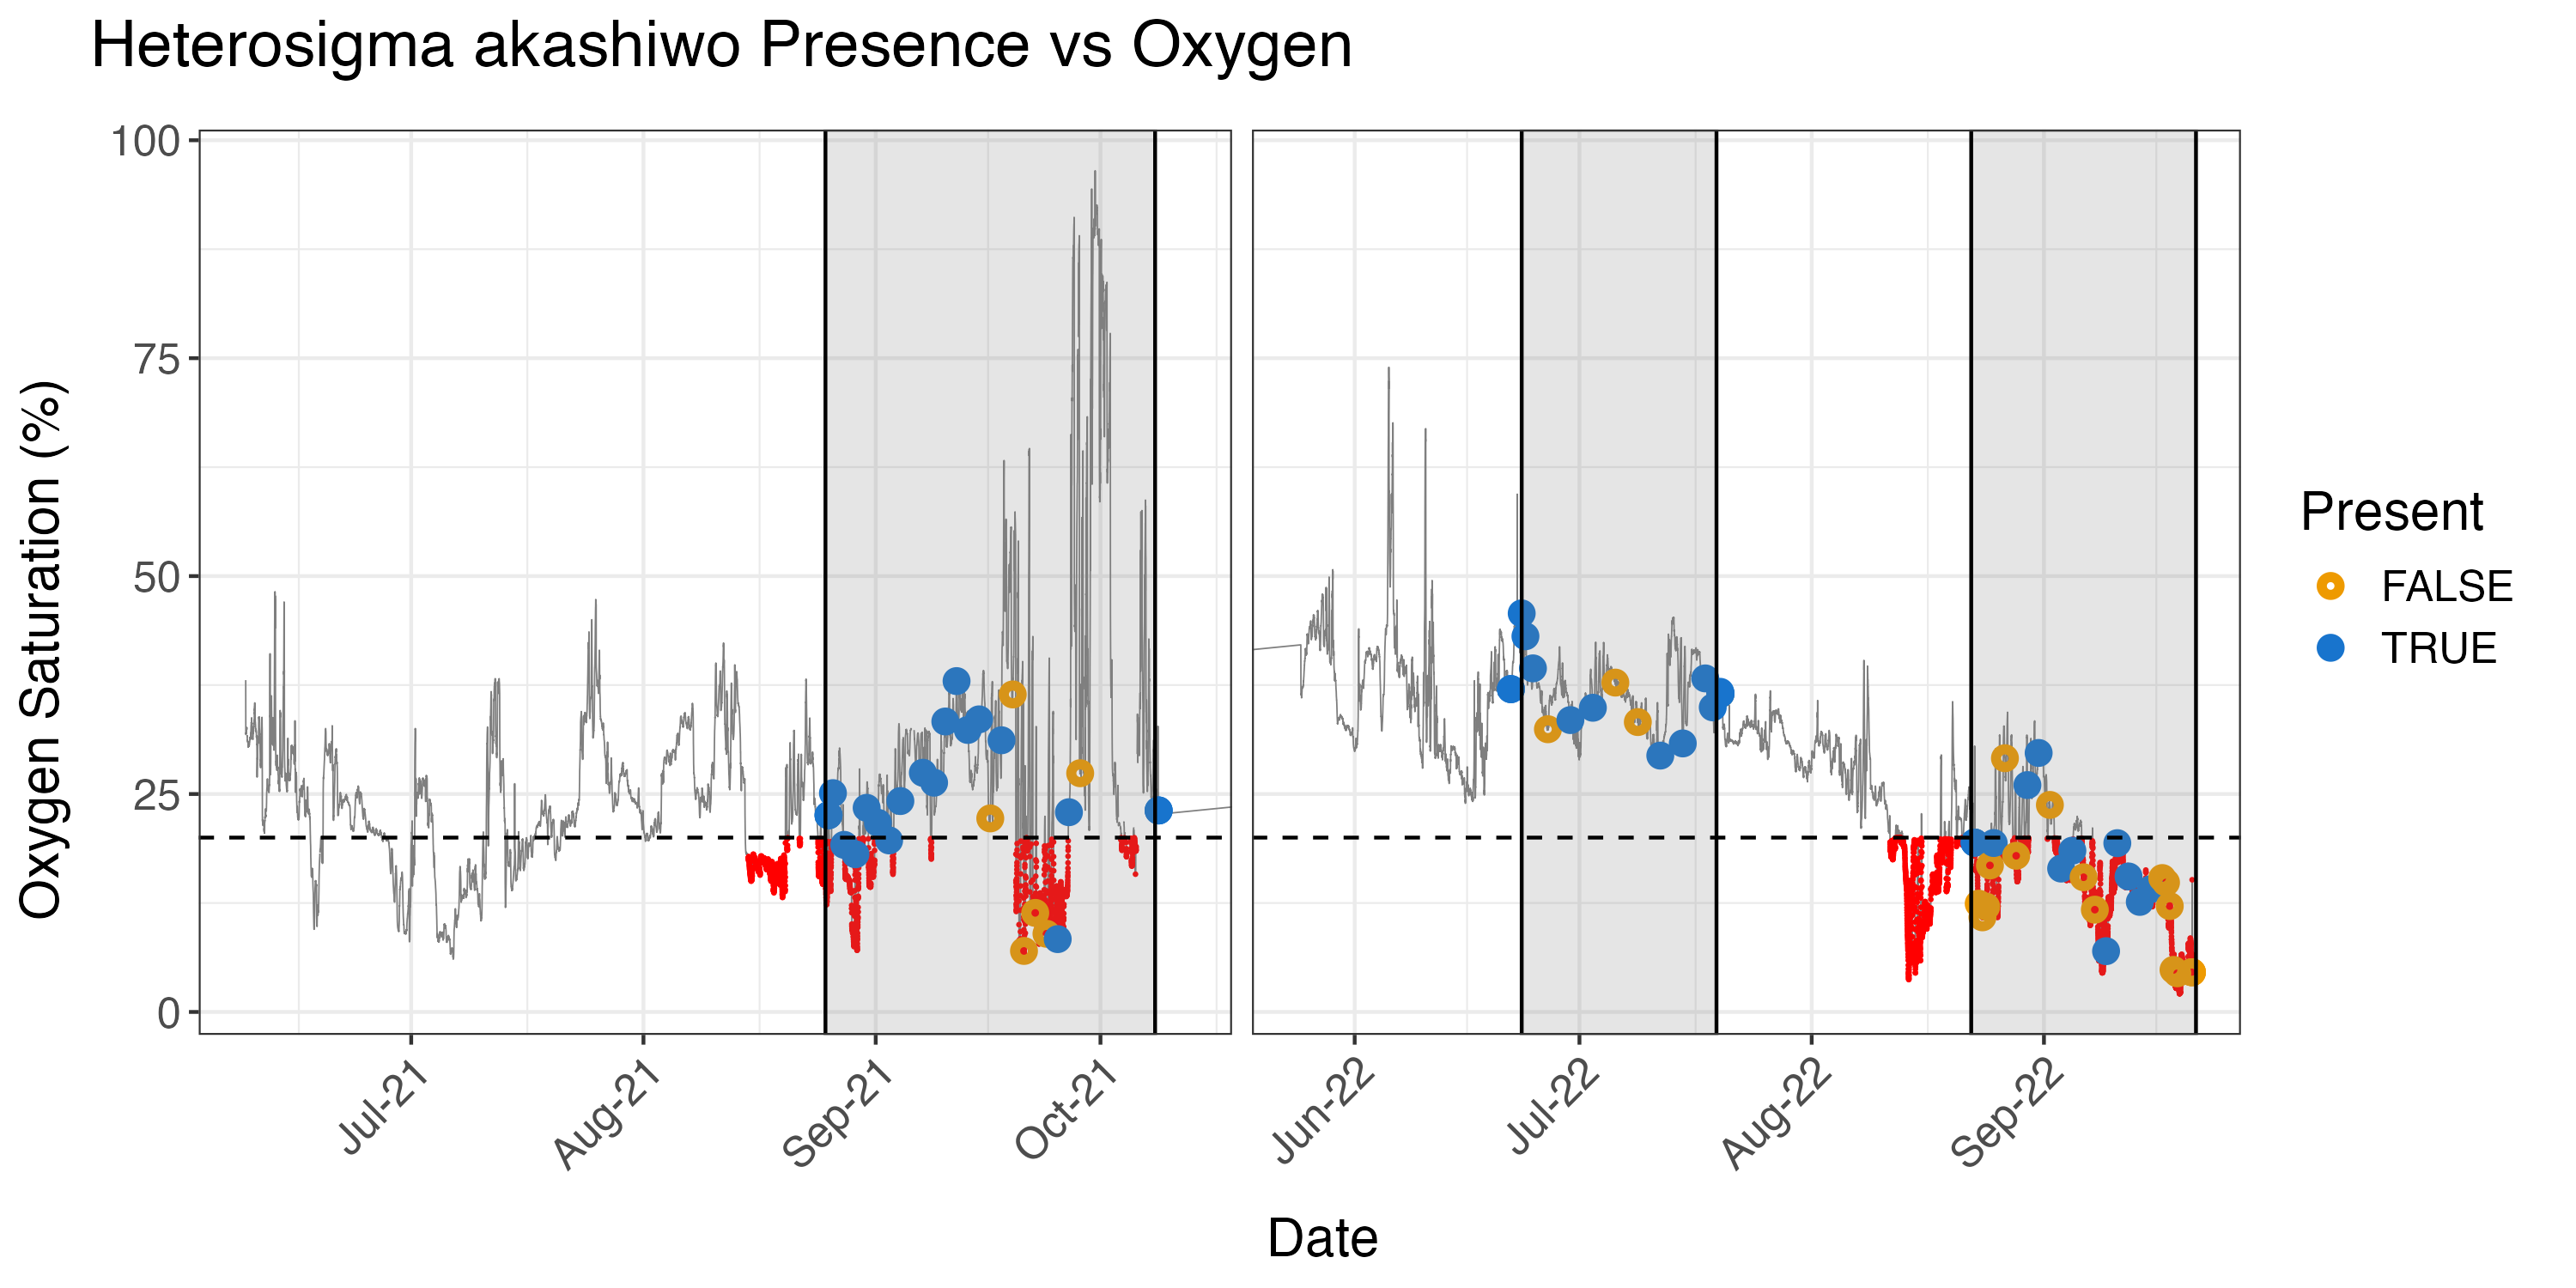 Heterosigma akashiwo Presence vs Oxygen
Oxygen Saturation (%)
100
75
50
25
0
Jul-21
Aug-21
Sep-21
Oct-21
Jun-22
Jul-22
Aug-22
Sep-22
Date
Present
FALSE
TRUE